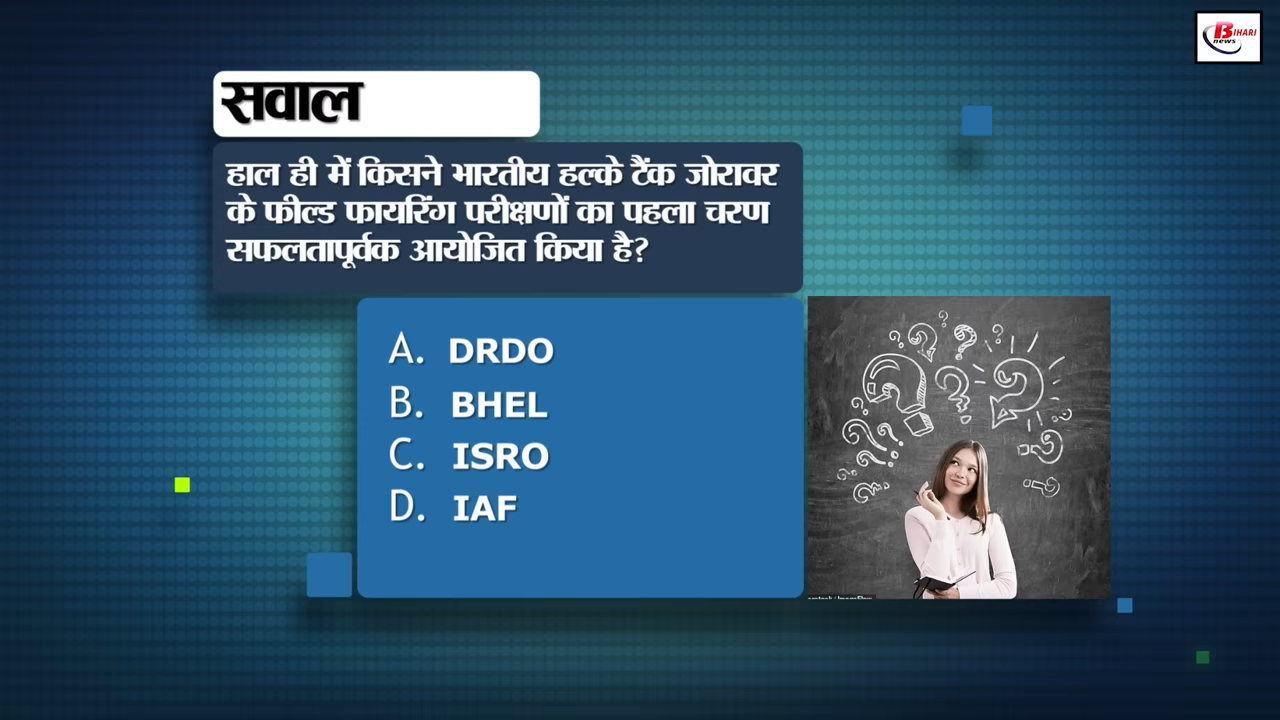 BIHARI
news
सवाल
हाल ही में किसने भारतीय हल्के टैंक जोरावर
के फील्ड फायरिंग परीक्षणों का पहला चरण
सफलतापूर्वक आयोजित किया है?
A. DRDO
B. BHEL
C. ISRO
D. IAF